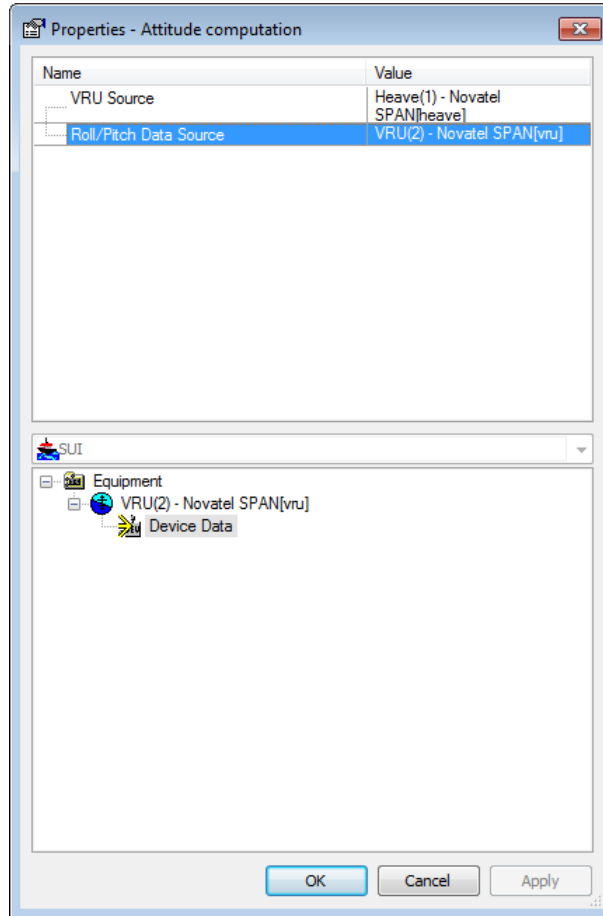 Properties - Attitude computation
Name Value
VRU Source Heave(1) - Novatel
SPAN[heave]
Roll/Pitch Data Source VRU(2) - Novatel SPAN[vru]
SUI
Equipment
VRU(2) - Novatel SPAN[vru]
Device Data
OK Cancel Apply